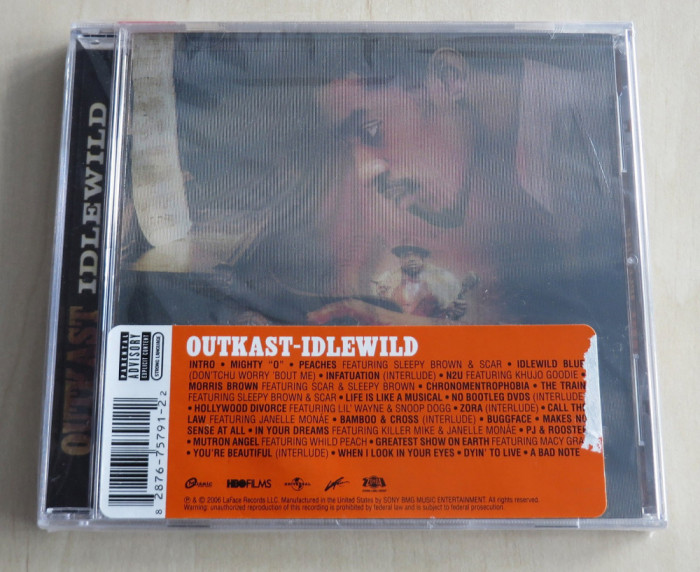 OUTKAST IDLEWILD
PARENTAL
ADVISORY
EXPLICIT CONTENT
STRONG LANGUAGE
OUTKAST-IDLEWILD
INTRO • MIGHTY "O" • PEACHES FEATURING SLEEPY BROWN & SCAR • IDLEWILD BLUE
(DON'TCHU WORRY 'BOUT ME) • INFATUATION (INTERLUDE) • N2U FEATURING KHUJO GOODIE •
MORRIS BROWN FEATURING SCAR & SLEEPY BROWN • CHRONOMENTROPHOBIA • THE TRAIN
FEATURING SLEEPY BROWN & SCAR • LIFE IS LIKE A MUSICAL • NO BOOTLEG DVDS (INTERLUDE)
• HOLLYWOOD DIVORCE FEATURING LIL' WAYNE & SNOOP DOGG • ZORA (INTERLUDE) • CALL THE
LAW FEATURING JANELLE MONÁE • BAMBOO & CROSS (INTERLUDE) • BUGGFACE • MAKES NO
SENSE AT ALL • IN YOUR DREAMS FEATURING KILLER MIKE & JANELLE MONÁE • PJ & ROOSTER
• MUTRON ANGEL FEATURING WHILD PEACH • GREATEST SHOW ON EARTH FEATURING MACY GRAY
• YOU'RE BEAUTIFUL (INTERLUDE) • WHEN I LOOK IN YOUR EYES • DYIN' TO LIVE • A BAD NOTE
8 2876-75791-2 2
HBO FILMS UNIVERSAL
℗ & © 2006 LaFace Records LLC. Manufactured in the United States by SONY BMG MUSIC ENTERTAINMENT. All rights reserved.
Warning: unauthorized reproduction of this recording is prohibited by federal law and is subject to federal prosecution.